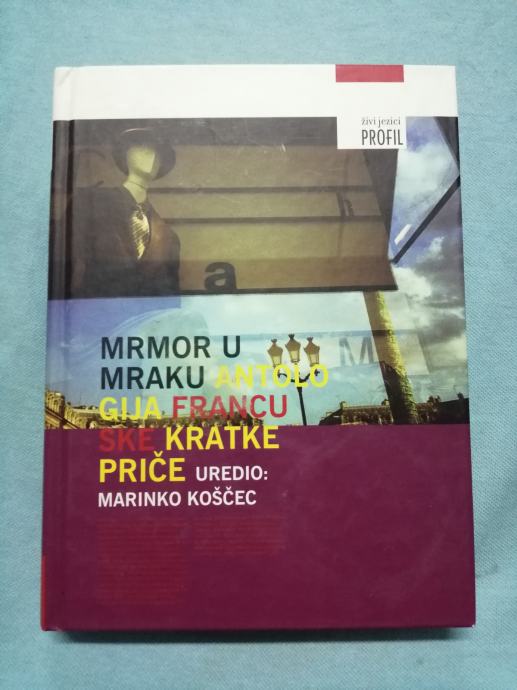 živi jezici
PROFIL
a
M
MRMOR U
MRAKU ANTOLO
GIJA FRANCU
SKE KRATKE
PRIČE UREDIO:
MARINKO KOŠČEC